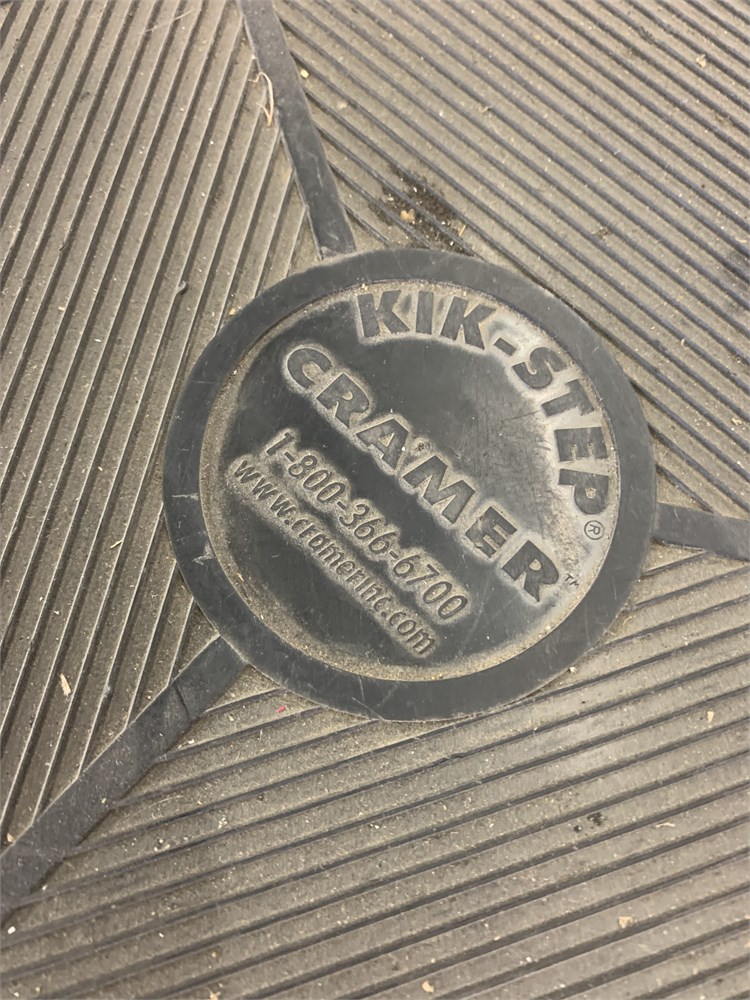 KIK-STEP®
CRAMER™
1-800-366-6700
www.cramerinc.com